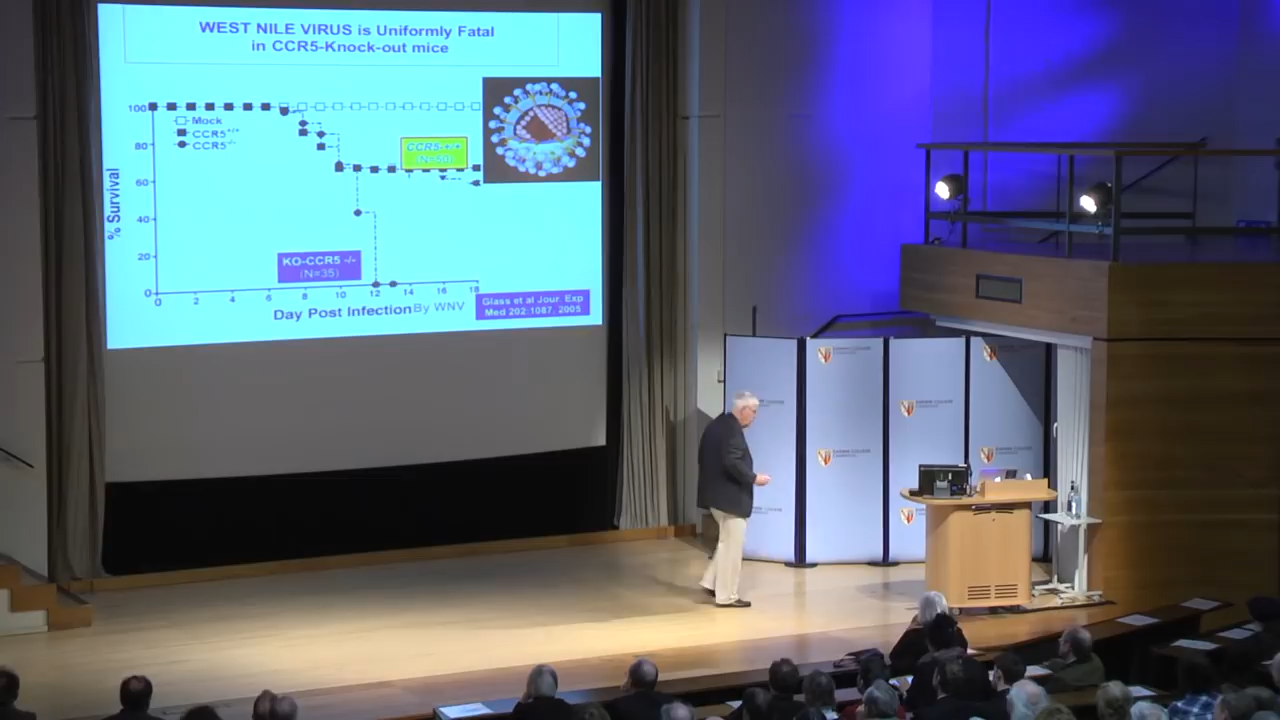 WEST NILE VIRUS is Uniformly Fatal
in CCR5-Knock-out mice
100
80
60
40
20
0
% Survival
Mock
CCR5+/+
CCR5-/-
CCR5-+/+
(N=50)
KO-CCR5 -/-
(N=35)
0 2 4 6 8 10 12 14 16 18
Day Post Infection By WNV
Glass et al Jour. Exp
Med 202:1087, 2005